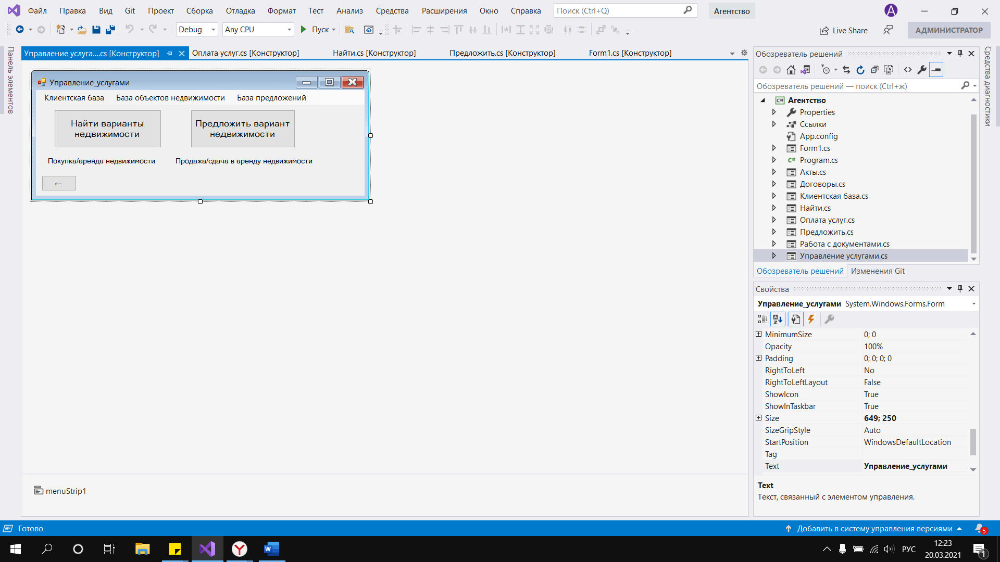 Файл Правка Вид Git Проект Сборка Отладка Формат Тест Анализ Средства Расширения Окно Справка Поиск (Ctrl+Q) Агентство A
Debug Any CPU Пуск Live Share АДМИНИСТРАТОР
Панель элементов
Управление услуга....cs [Конструктор] Оплата услуг.cs [Конструктор] Найти.cs [Конструктор] Предложить.cs [Конструктор] Form1.cs [Конструктор]
Управление_услугами
Клиентская база База объектов недвижимости База предложений
Найти варианты
недвижимости
Предложить вариант
недвижимости
Покупка/аренда недвижимости Продажа/сдача в аренду недвижимости
←
menuStrip1
Обозреватель решений
Обозреватель решений — поиск (Ctrl+ж)
C# Агентство
Properties
Ссылки
App.config
Form1.cs
C# Program.cs
Акты.cs
Договоры.cs
Клиентская база.cs
Найти.cs
Оплата услуг.cs
Предложить.cs
Работа с документами.cs
Управление услугами.cs
Обозреватель решений Изменения Git
Свойства
Управление_услугами System.Windows.Forms.Form
MinimumSize 0; 0
Opacity 100%
Padding 0; 0; 0; 0
RightToLeft No
RightToLeftLayout False
ShowIcon True
ShowInTaskbar True
Size 649; 250
SizeGripStyle Auto
StartPosition WindowsDefaultLocation
Tag
Text Управление_услугами
Text
Текст, связанный с элементом управления.
Средства диагностики
Готово Добавить в систему управления версиями 5
РУС 12:23
20.03.2021 1